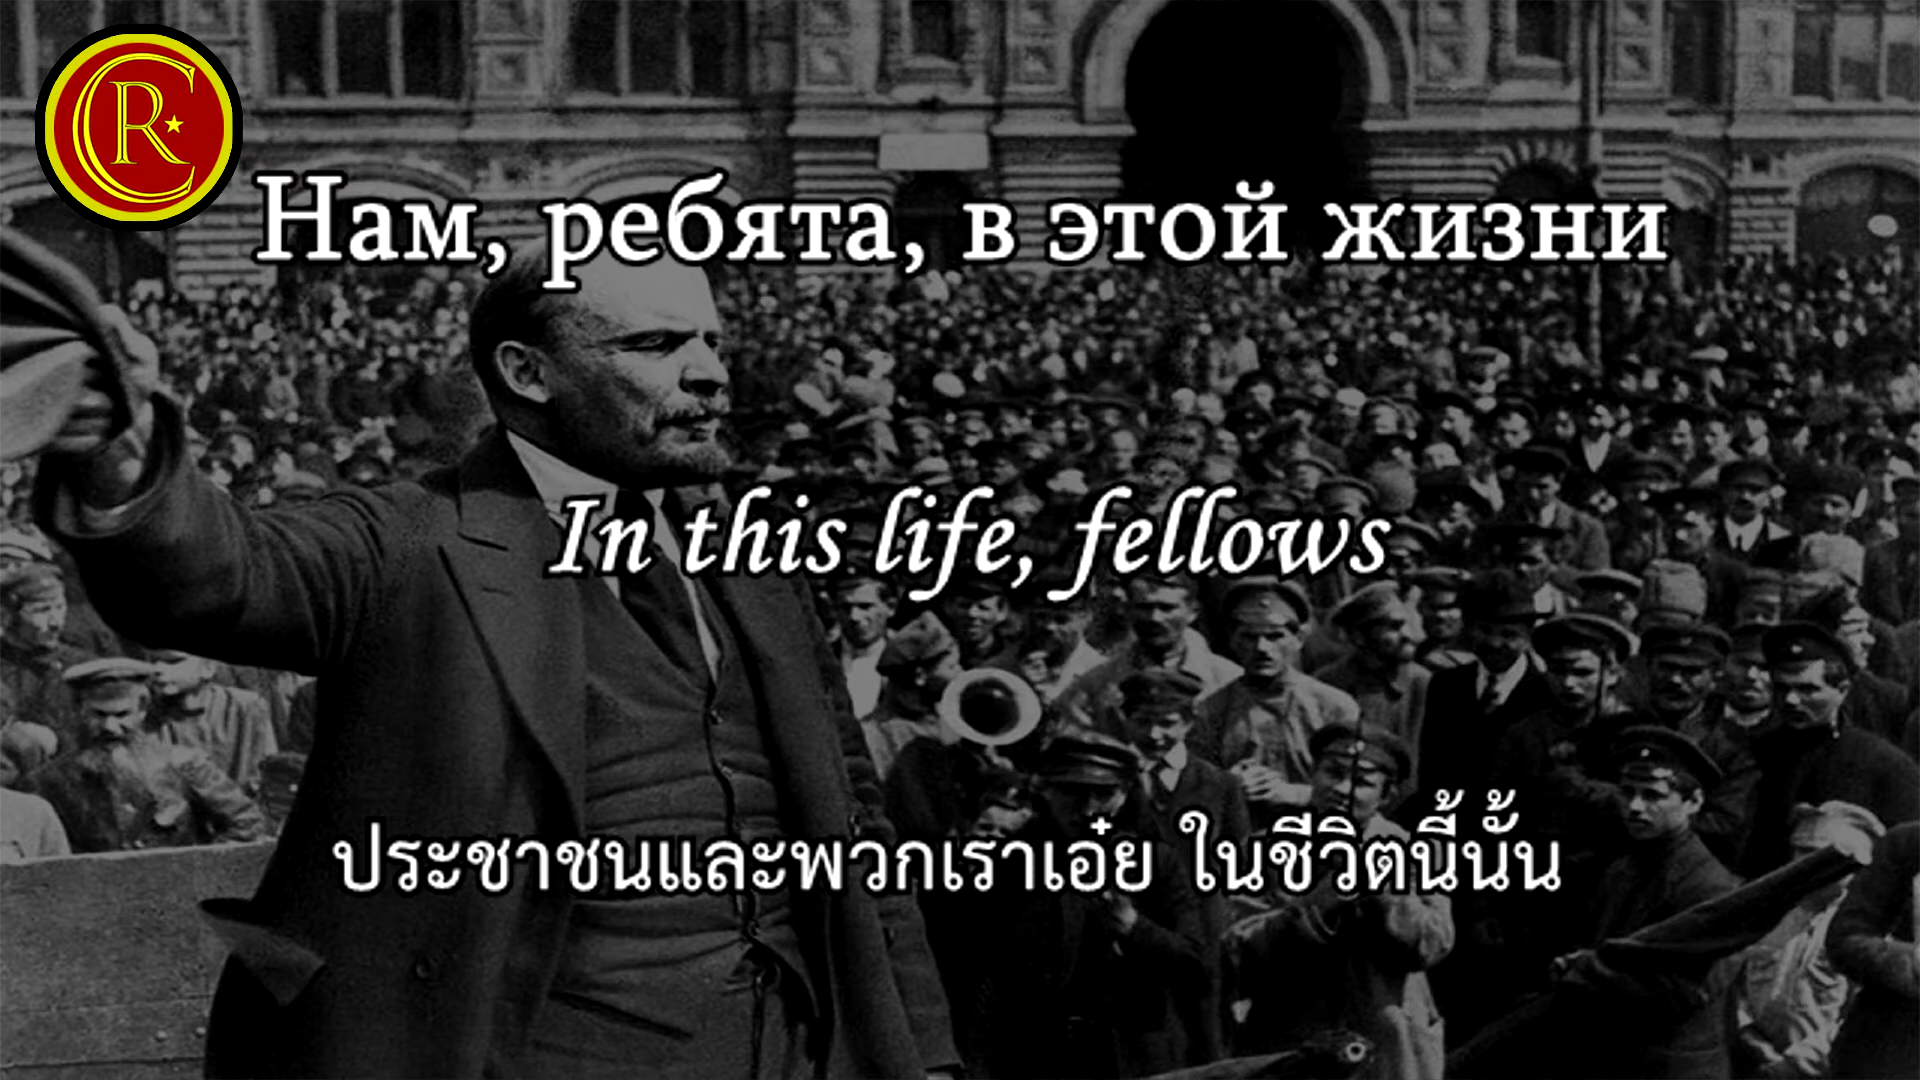 CR
Нам, ребята, в этой жизни
In this life, fellows
ประชาชนและพวกเราเอ๋ย ในชีวิตนี้นั้น